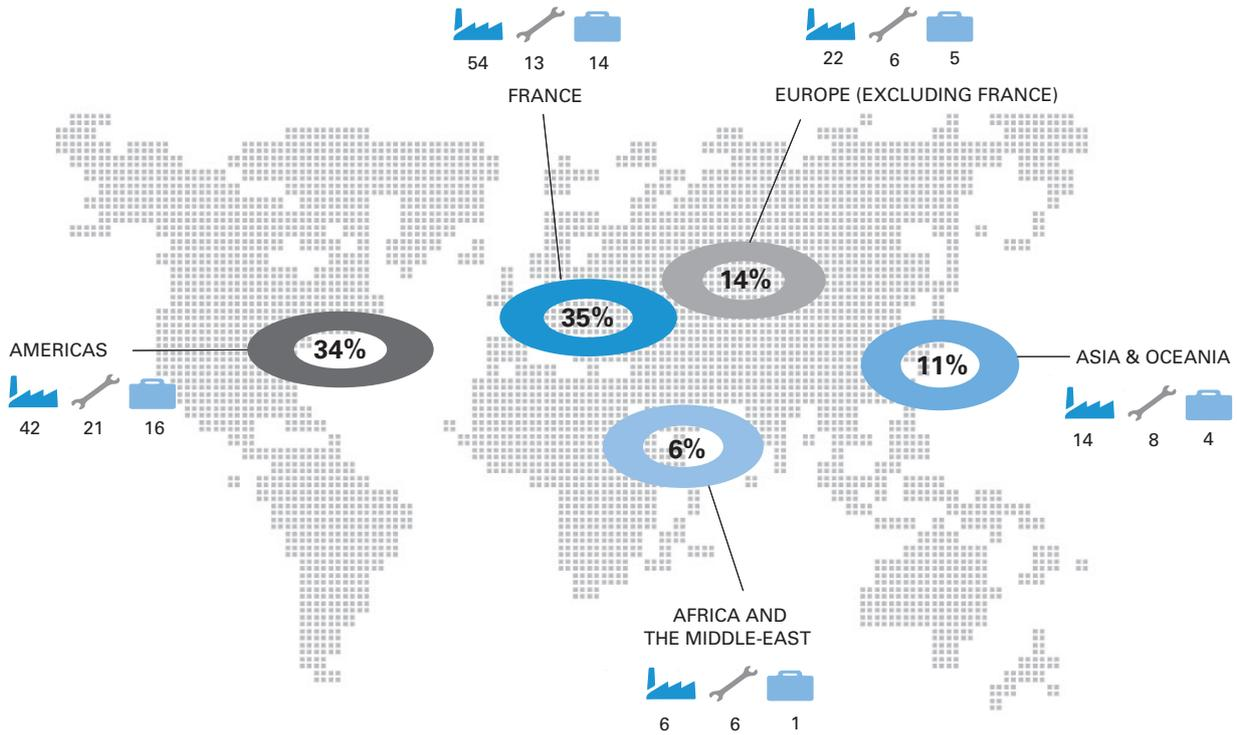 54 13 14
FRANCE
22 6 5
EUROPE (EXCLUDING FRANCE)
14%
35%
34%
AMERICAS
42 21 16
11%
ASIA & OCEANIA
14 8 4
6%
AFRICA AND
THE MIDDLE-EAST
6 6 1